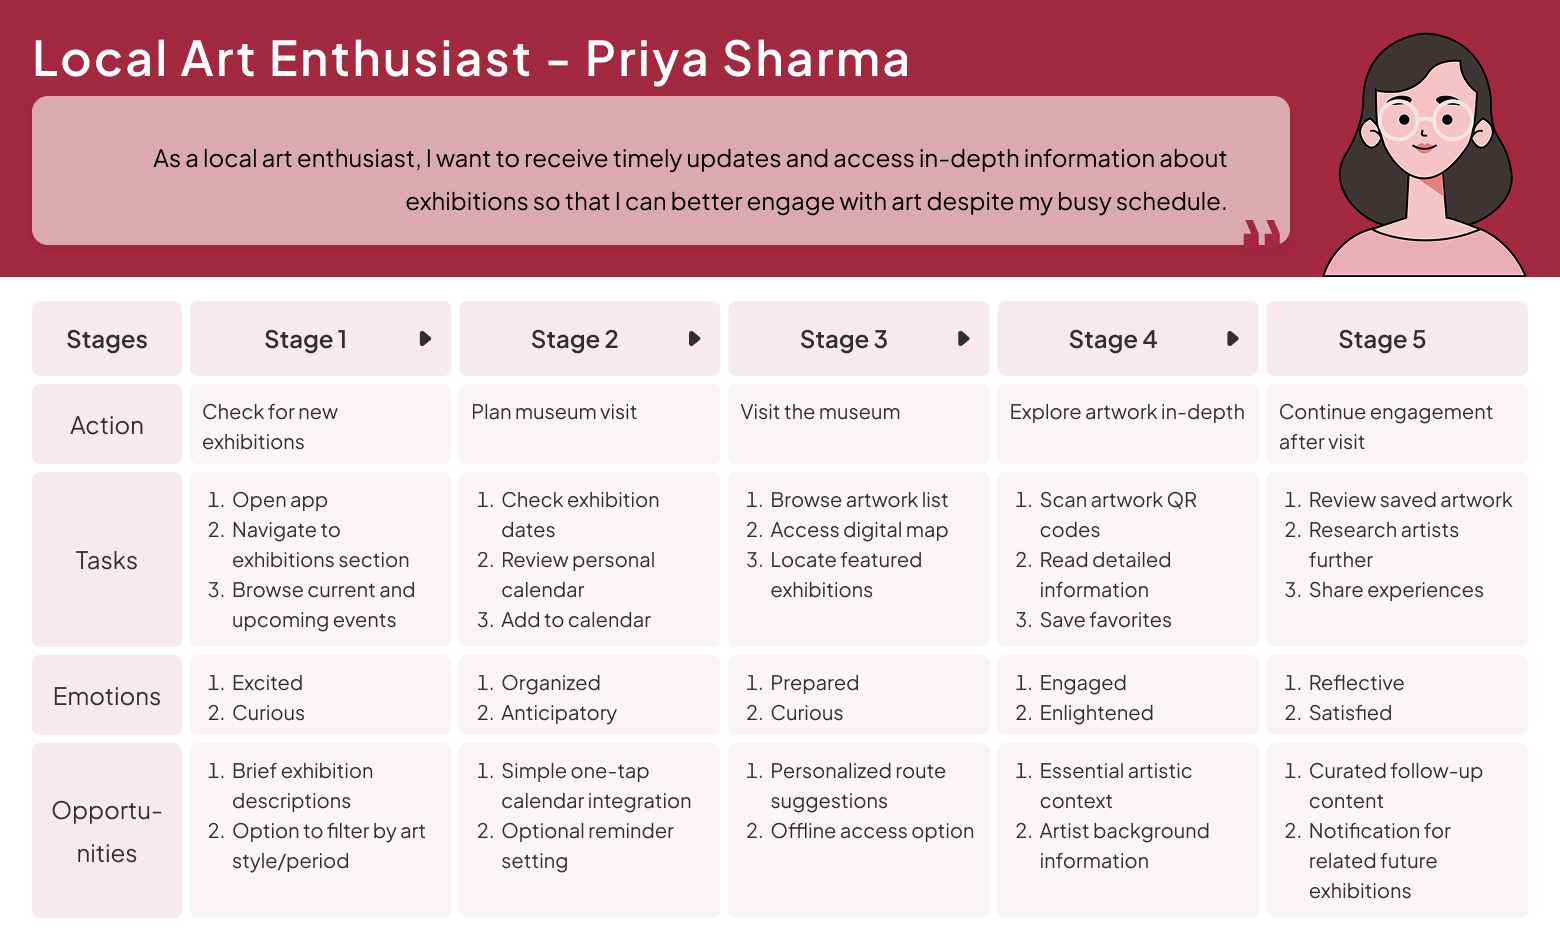 Local Art Enthusiast - Priya Sharma
As a local art enthusiast, I want to receive timely updates and access in-depth information about
exhibitions so that I can better engage with art despite my busy schedule.
”
Stages
Stage 1
Stage 2
Stage 3
Stage 4
Stage 5
Action
Check for new
exhibitions
Plan museum visit
Visit the museum
Explore artwork in-depth
Continue engagement
after visit
Tasks
1. Open app
2. Navigate to
exhibitions section
3. Browse current and
upcoming events
1. Check exhibition
dates
2. Review personal
calendar
3. Add to calendar
1. Browse artwork list
2. Access digital map
3. Locate featured
exhibitions
1. Scan artwork QR
codes
2. Read detailed
information
3. Save favorites
1. Review saved artwork
2. Research artists
further
3. Share experiences
Emotions
1. Excited
2. Curious
1. Organized
2. Anticipatory
1. Prepared
2. Curious
1. Engaged
2. Enlightened
1. Reflective
2. Satisfied
Opportu-
nities
1. Brief exhibition
descriptions
2. Option to filter by art
style/period
1. Simple one-tap
calendar integration
2. Optional reminder
setting
1. Personalized route
suggestions
2. Offline access option
1. Essential artistic
context
2. Artist background
information
1. Curated follow-up
content
2. Notification for
related future
exhibitions